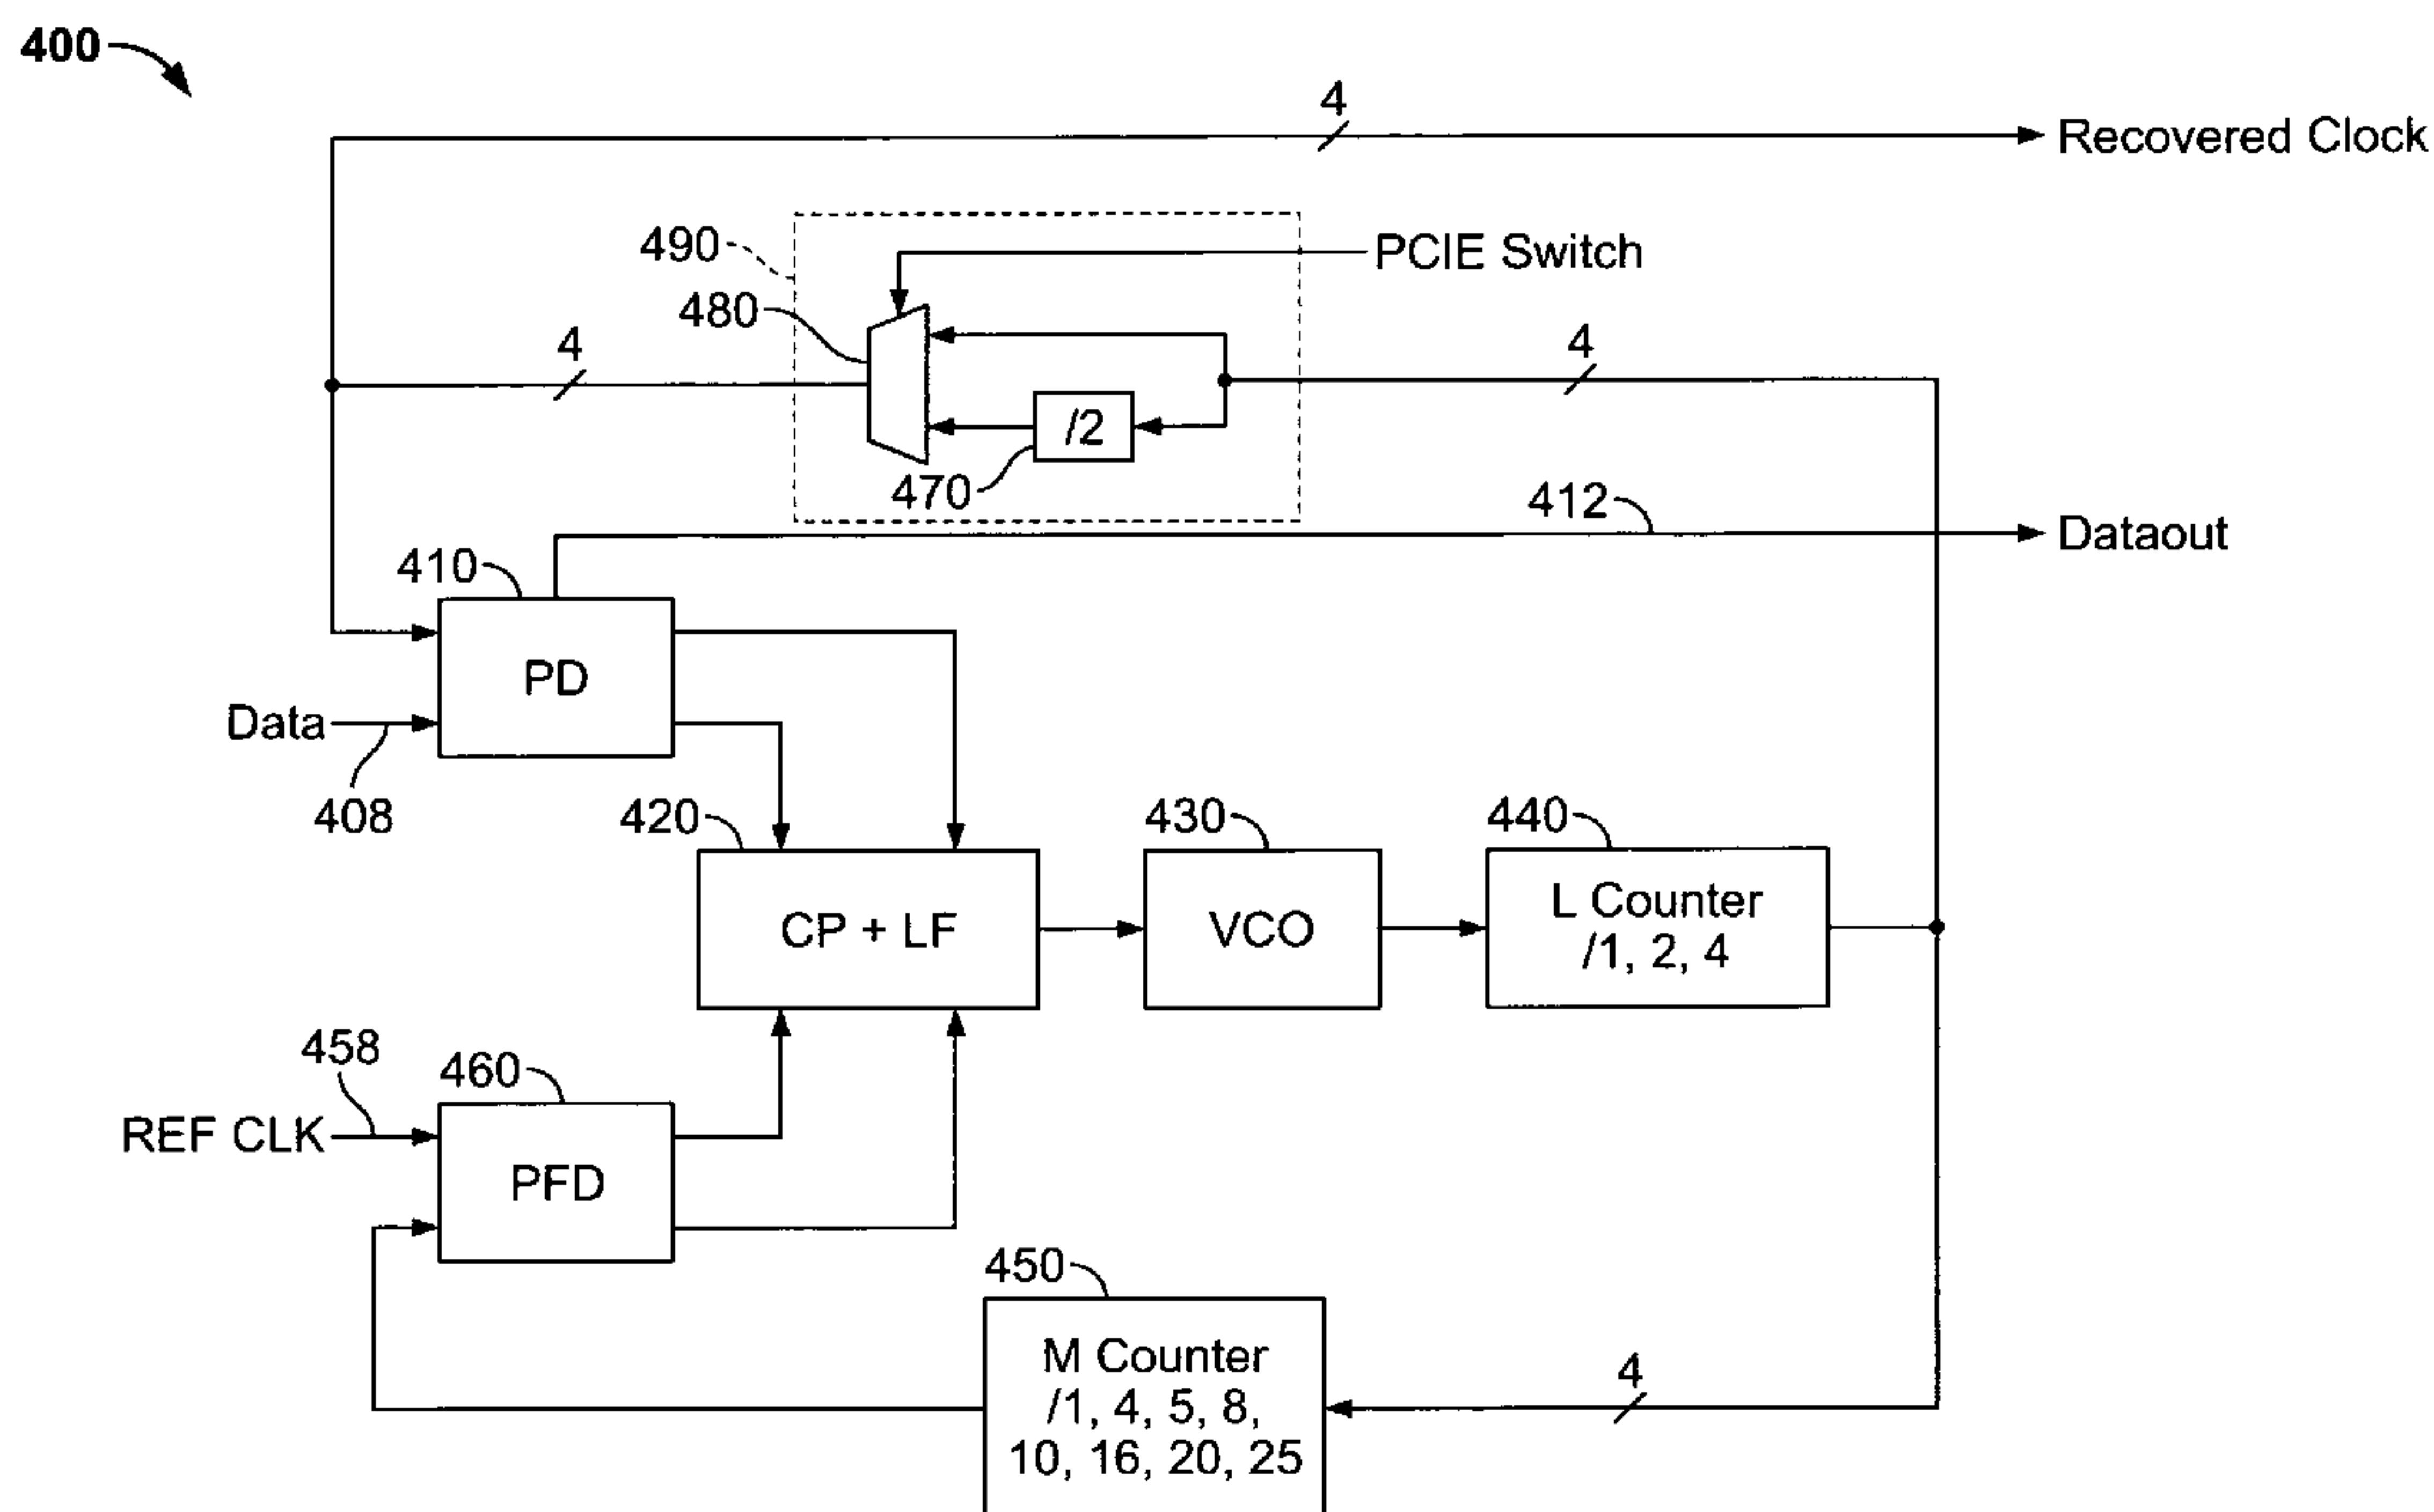 400
4
Recovered Clock
490
PCIE Switch
480
4
4
/2
470
412
Dataout
410
PD
Data
408
420
430
440
CP + LF
VCO
L Counter
/1, 2, 4
458
460
REF CLK
PFD
450
M Counter
/1, 4, 5, 8,
10, 16, 20, 25
4